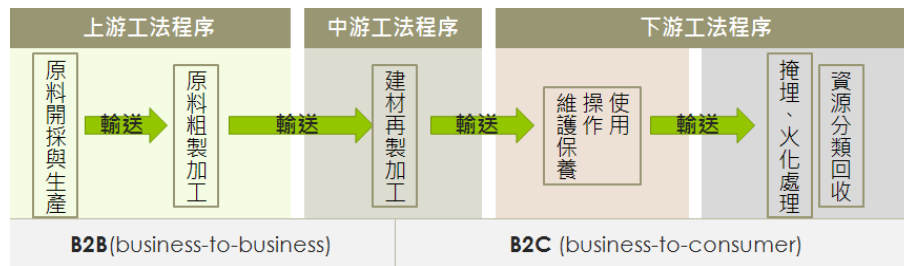 上游工法程序
中游工法程序
下游工法程序
原料開採與生產
輸送
原料粗製加工
輸送
建材再製加工
輸送
使用
操作
維護保養
輸送
掩埋、火化處理
資源分類回收
B2B(business-to-business)
B2C (business-to-consumer)